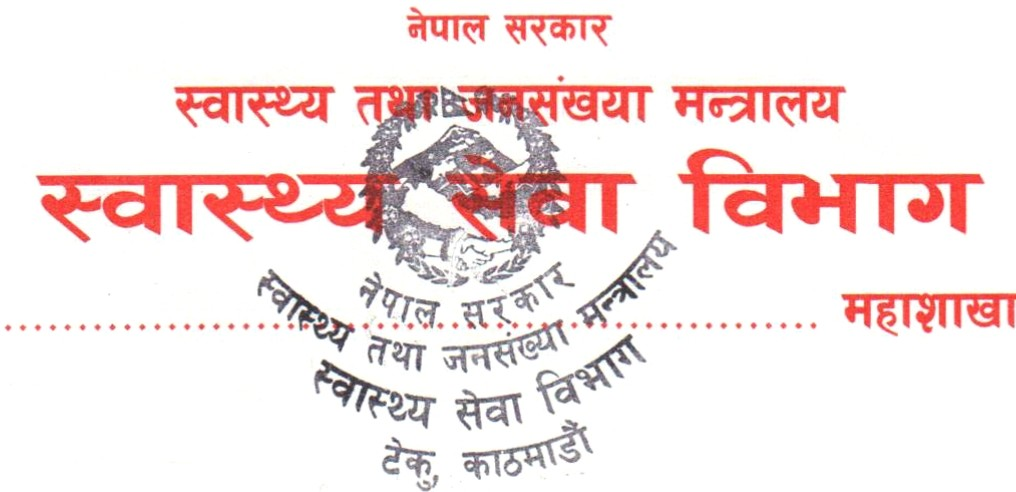 नेपाल सरकार
स्वास्थ्य तथा जनसंखया मन्त्रालय
स्वास्थ्य सेवा विभाग
.................................................. महाशाखा
नेपाल सरकार
स्वास्थ्य तथा जनसंख्या मन्त्रालय
स्वास्थ्य सेवा विभाग
टेकु, काठमाडौं